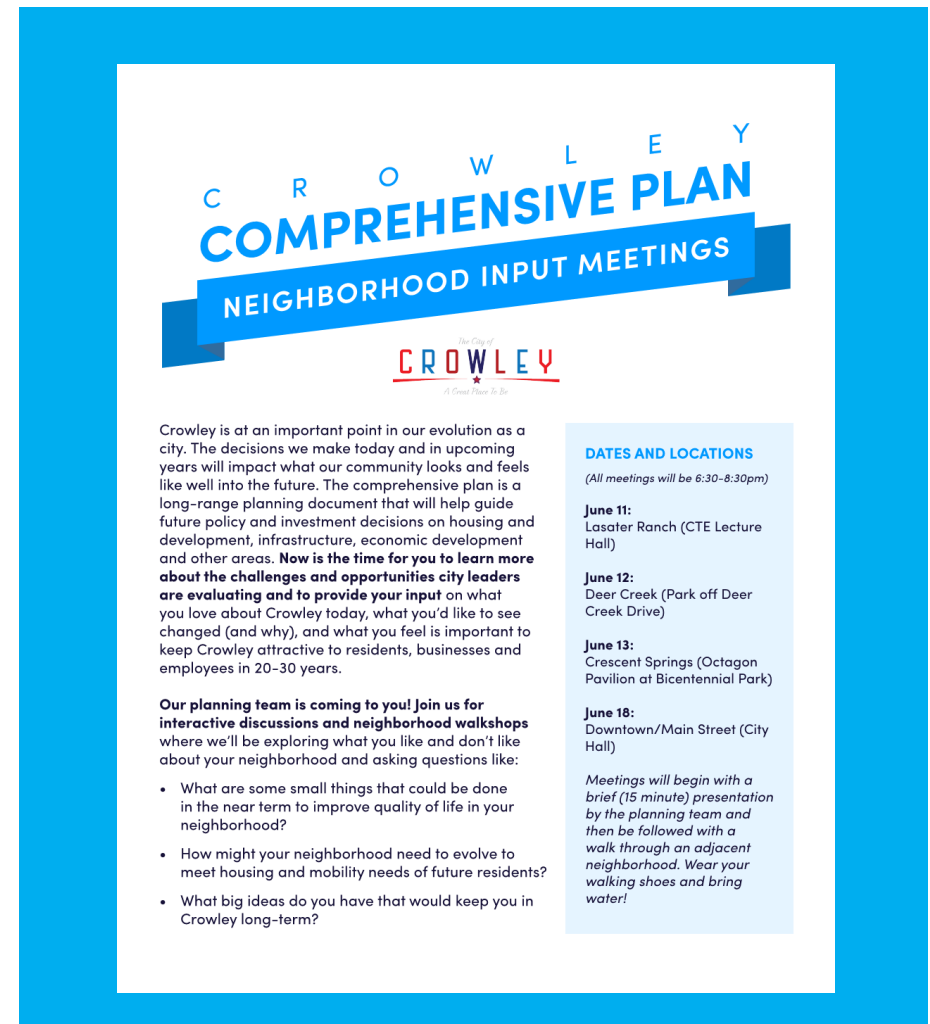 CROWLEY
COMPREHENSIVE PLAN
NEIGHBORHOOD INPUT MEETINGS
The City of
CROWLEY
A Great Place To Be
Crowley is at an important point in our evolution as a
city. The decisions we make today and in upcoming
years will impact what our community looks and feels
like well into the future. The comprehensive plan is a
long-range planning document that will help guide
future policy and investment decisions on housing and
development, infrastructure, economic development
and other areas. Now is the time for you to learn more
about the challenges and opportunities city leaders
are evaluating and to provide your input on what
you love about Crowley today, what you'd like to see
changed (and why), and what you feel is important to
keep Crowley attractive to residents, businesses and
employees in 20-30 years.
Our planning team is coming to you! Join us for
interactive discussions and neighborhood walkshops
where we'll be exploring what you like and don't like
about your neighborhood and asking questions like:
• What are some small things that could be done
in the near term to improve quality of life in your
neighborhood?
• How might your neighborhood need to evolve to
meet housing and mobility needs of future residents?
• What big ideas do you have that would keep you in
Crowley long-term?
DATES AND LOCATIONS
(All meetings will be 6:30-8:30pm)
June 11:
Lasater Ranch (CTE Lecture
Hall)
June 12:
Deer Creek (Park off Deer
Creek Drive)
June 13:
Crescent Springs (Octagon
Pavilion at Bicentennial Park)
June 18:
Downtown/Main Street (City
Hall)
Meetings will begin with a
brief (15 minute) presentation
by the planning team and
then be followed with a
walk through an adjacent
neighborhood. Wear your
walking shoes and bring
water!